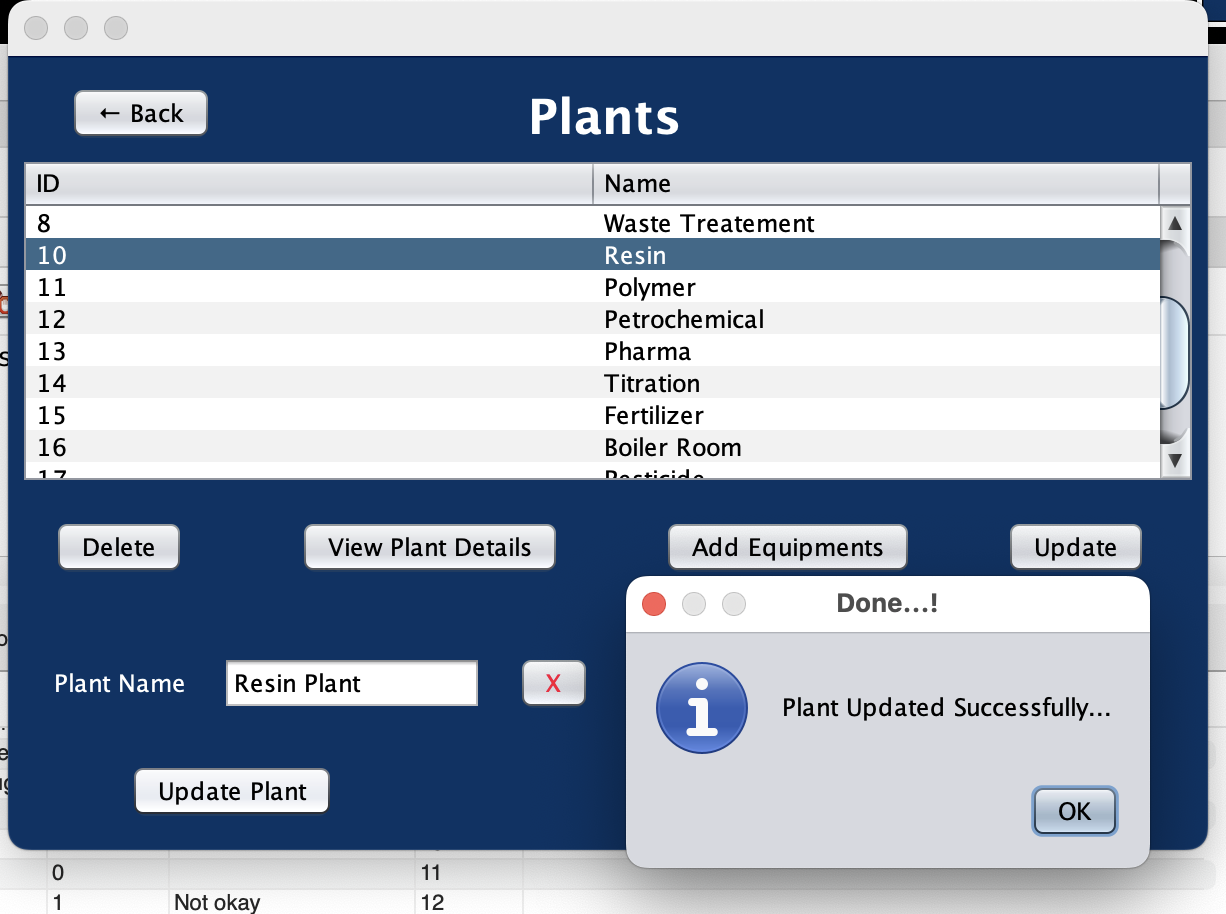 ← Back
Plants
ID Name
8 Waste Treatement
10 Resin
11 Polymer
12 Petrochemical
13 Pharma
14 Titration
15 Fertilizer
16 Boiler Room
17 Pesticide
Delete View Plant Details Add Equipments Update
Done...!
Plant Name Resin Plant X
Plant Updated Successfully...
Update Plant
OK
0 11
1 Not okay 12